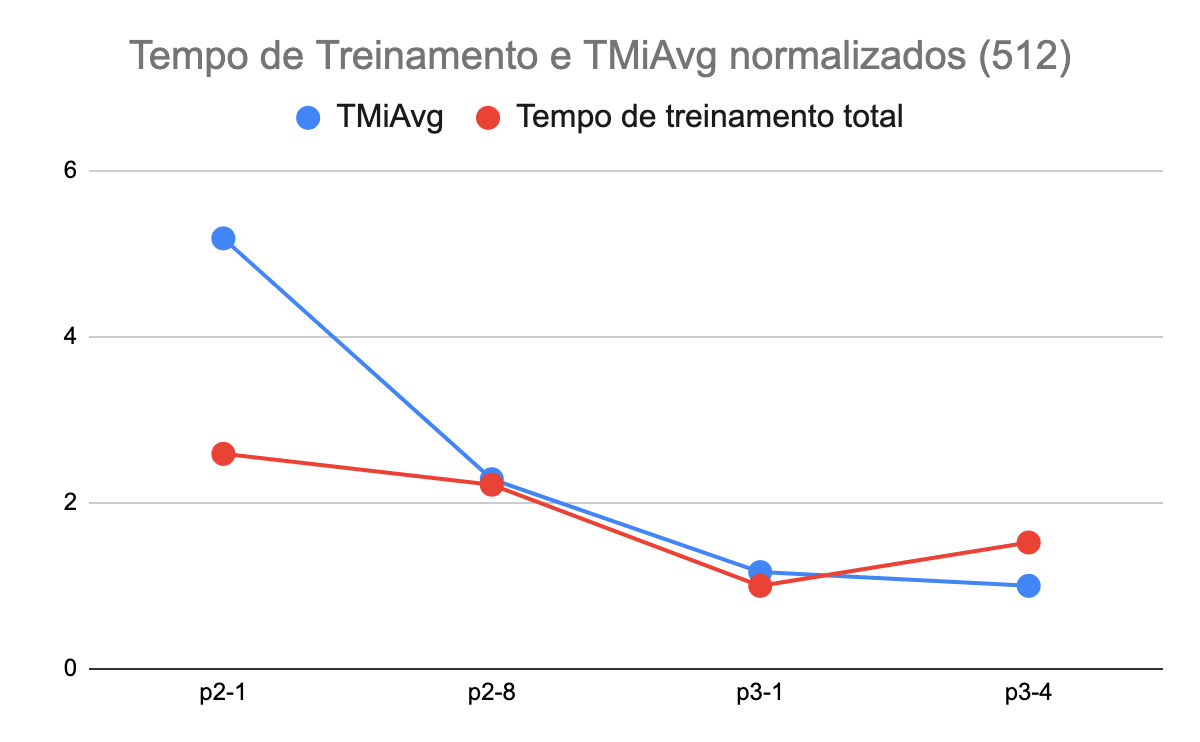 Tempo de Treinamento e TMiAvg normalizados (512)
TMiAvg Tempo de treinamento total
6
4
2
0
p2-1 p2-8 p3-1 p3-4